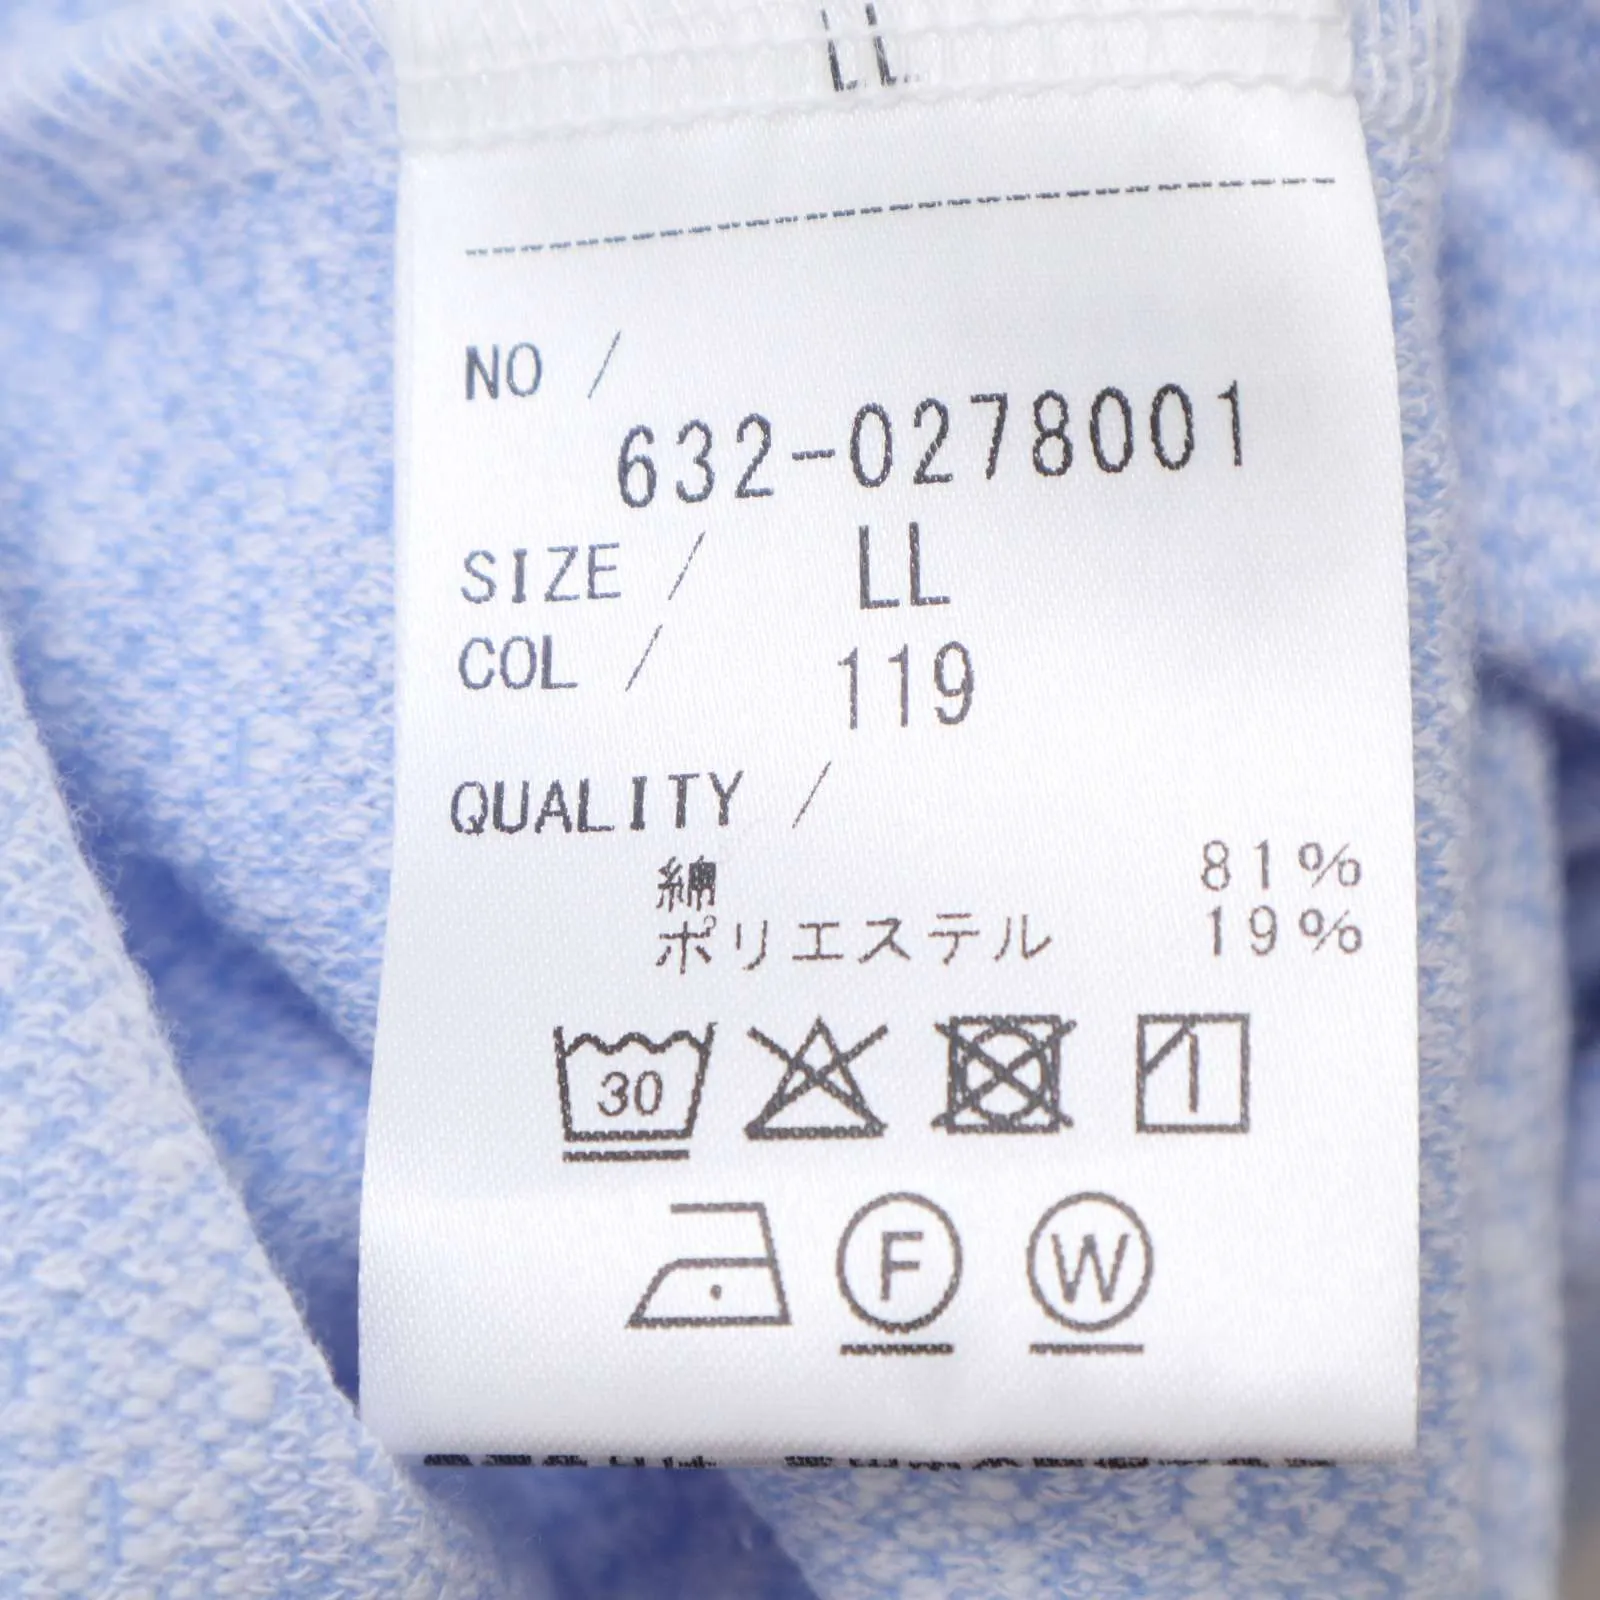 LL
NO /
632-0278001
SIZE / LL
COL / 119
QUALITY /
綿 81%
ポリエステル 19%
30
F W